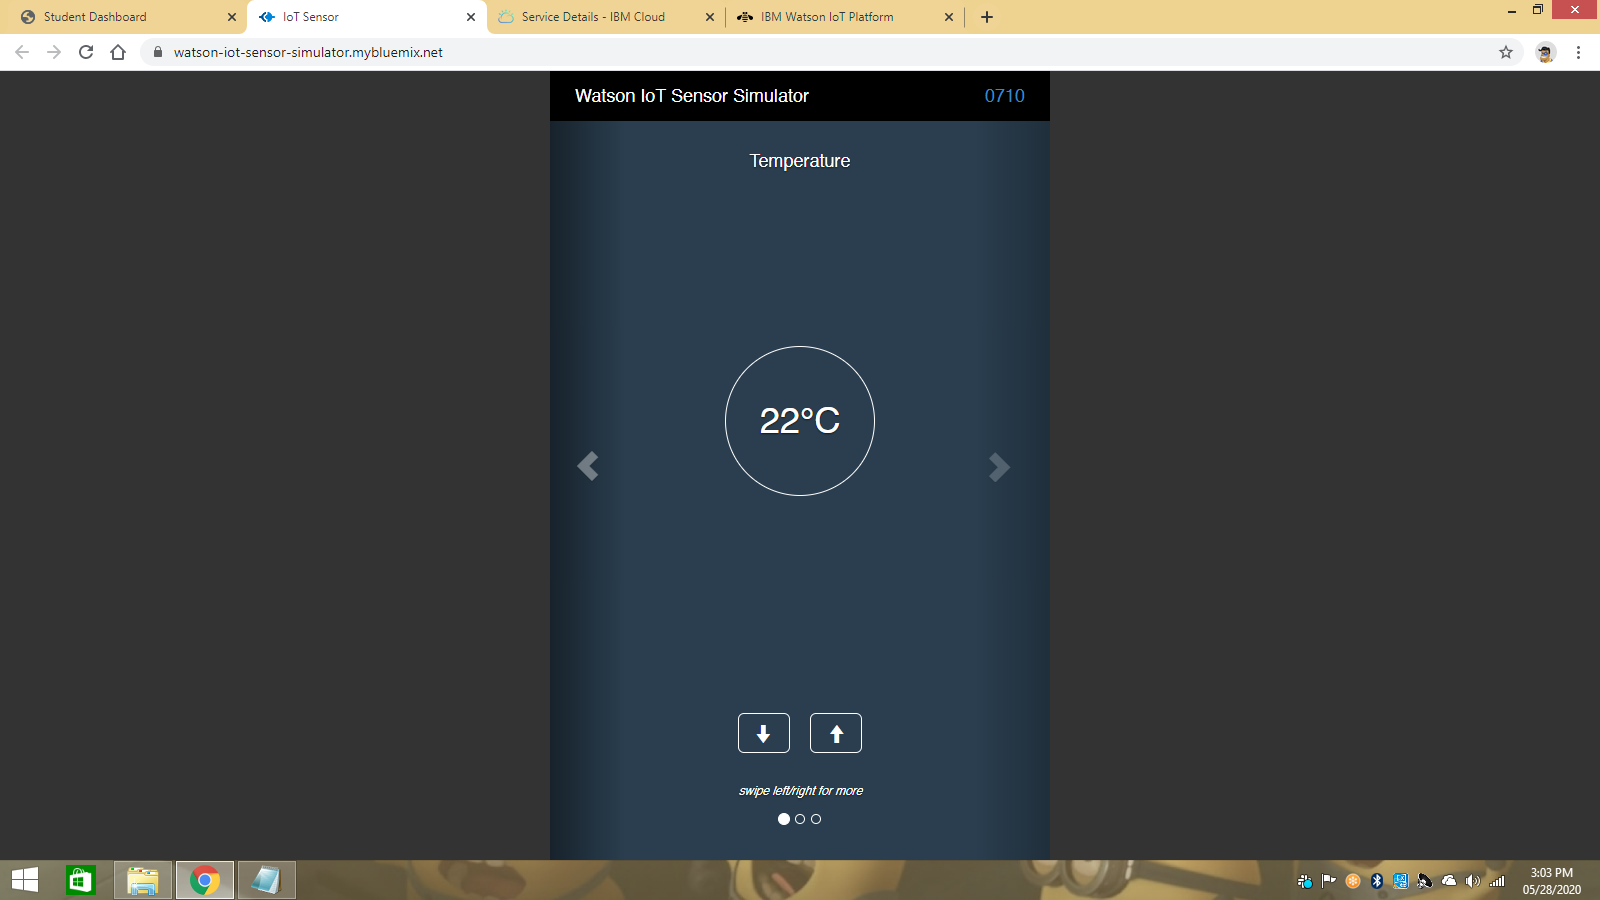 Student Dashboard
IoT Sensor
Service Details - IBM Cloud
IBM Watson IoT Platform
watson-iot-sensor-simulator.mybluemix.net
Watson IoT Sensor Simulator
0710
Temperature
22°C
swipe left/right for more
3:03 PM
05/28/2020